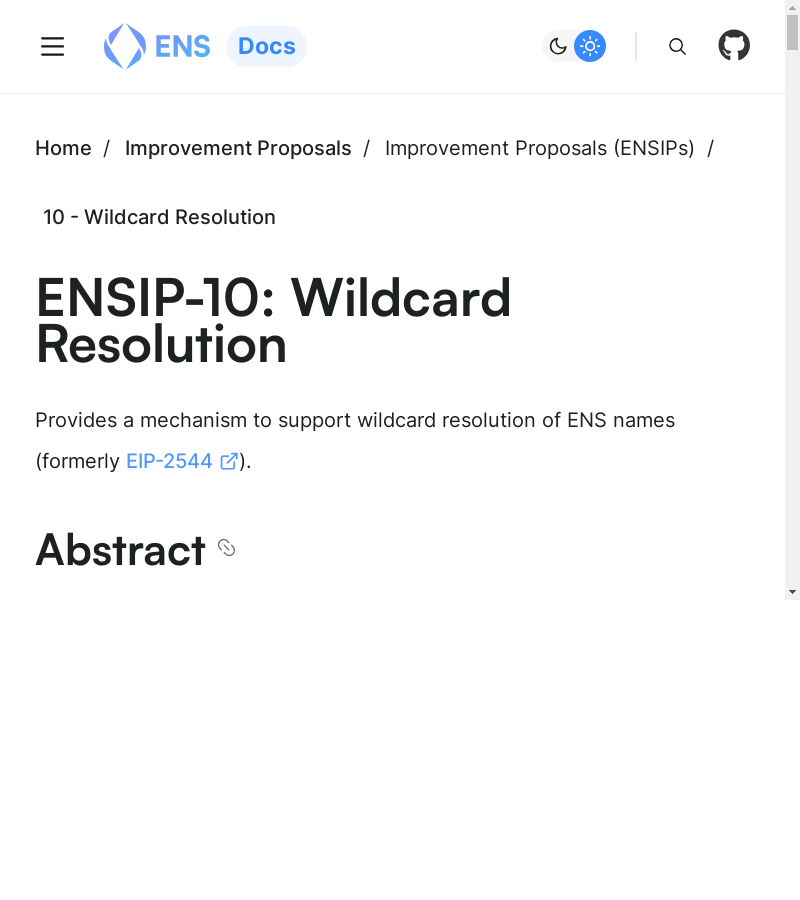 ENS Docs
Home / Improvement Proposals / Improvement Proposals (ENSIPs) /
10 - Wildcard Resolution
ENSIP-10: Wildcard
Resolution
Provides a mechanism to support wildcard resolution of ENS names
(formerly EIP-2544).
Abstract